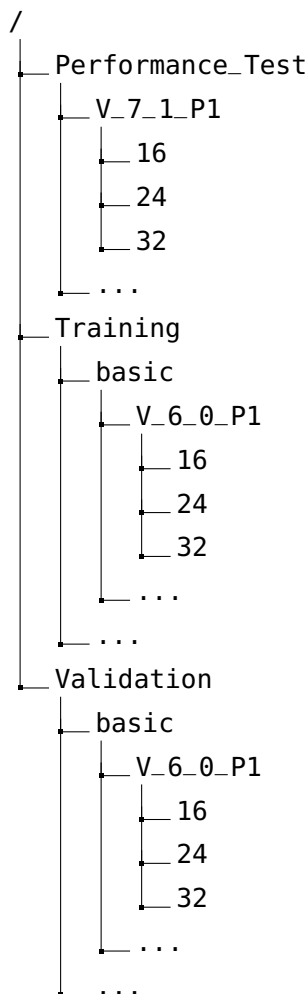 /
Performance_Test
V_7_1_P1
16
24
32
...
Training
basic
V_6_0_P1
16
24
32
...
...
Validation
basic
V_6_0_P1
16
24
32
...
...